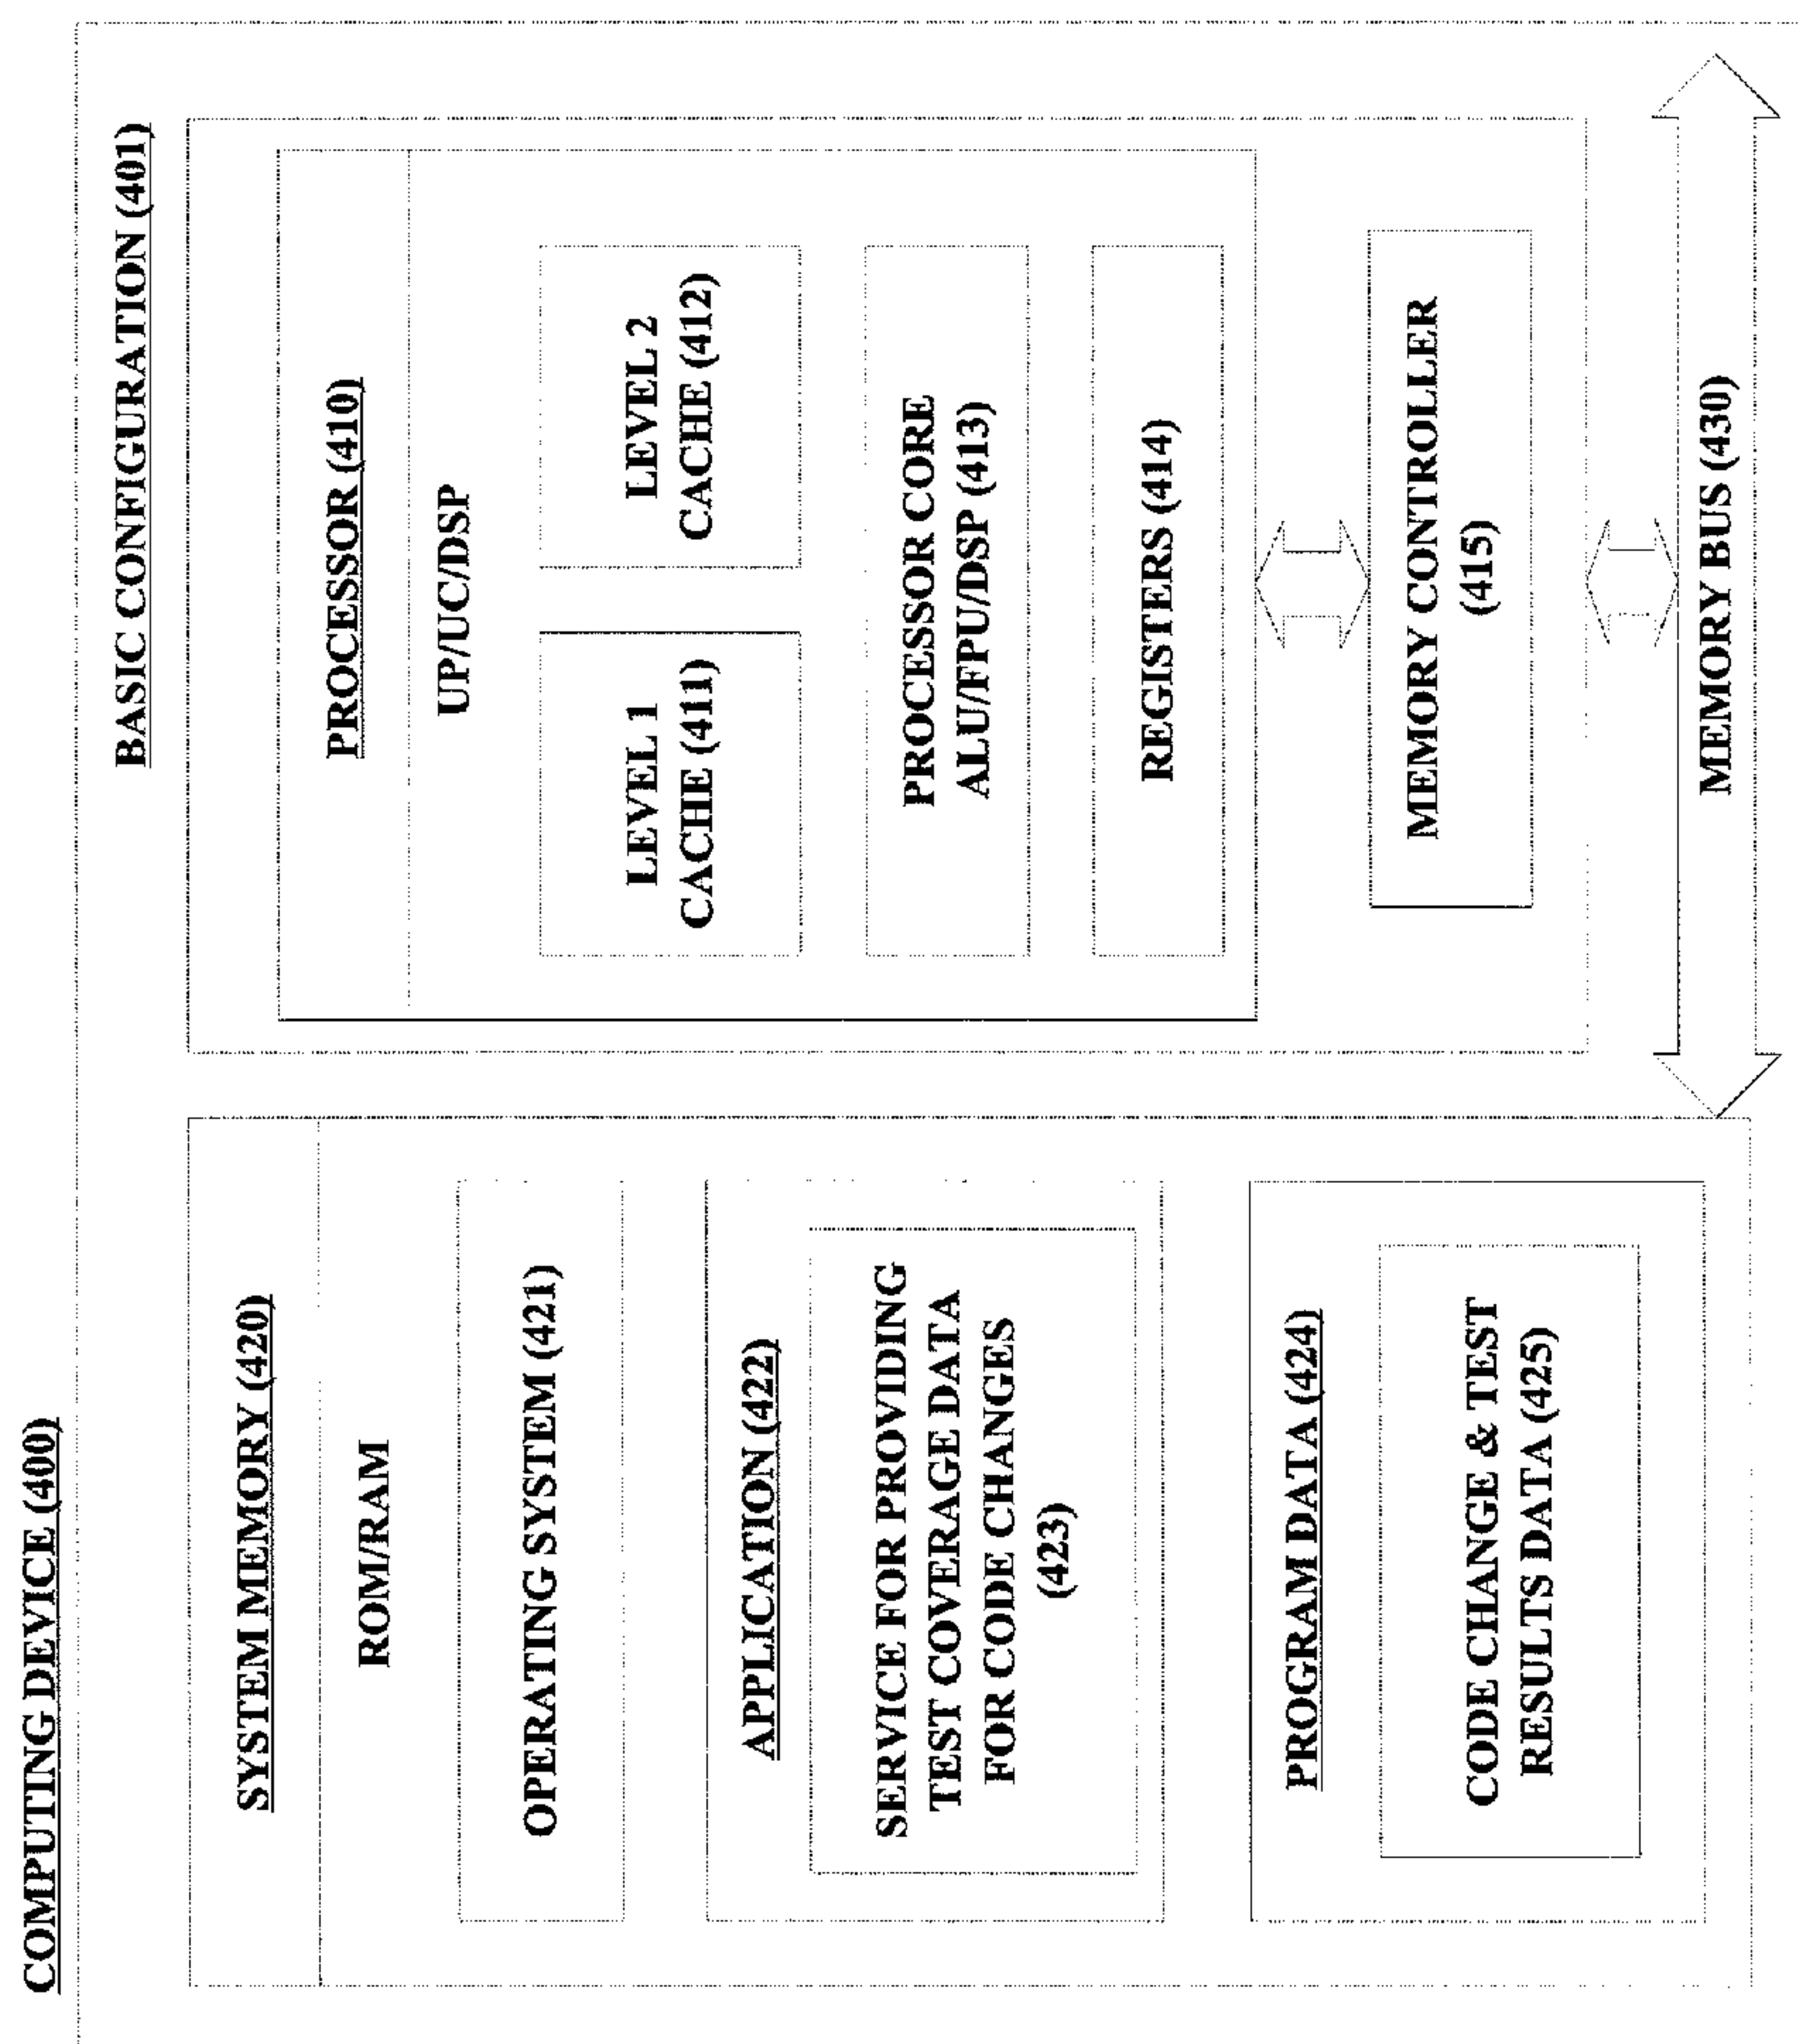 COMPUTING DEVICE (400)
SYSTEM MEMORY (420)
ROM/RAM
OPERATING SYSTEM (421)
APPLICATION (422)
SERVICE FOR PROVIDING
TEST COVERAGE DATA
FOR CODE CHANGES
(423)
PROGRAM DATA (424)
CODE CHANGE & TEST
RESULTS DATA (425)
BASIC CONFIGURATION (401)
PROCESSOR (410)
UP/UC/DSP
LEVEL 1
CACHE (411)
LEVEL 2
CACHE (412)
PROCESSOR CORE
ALU/FPU/DSP (413)
REGISTERS (414)
MEMORY CONTROLLER
(415)
MEMORY BUS (430)